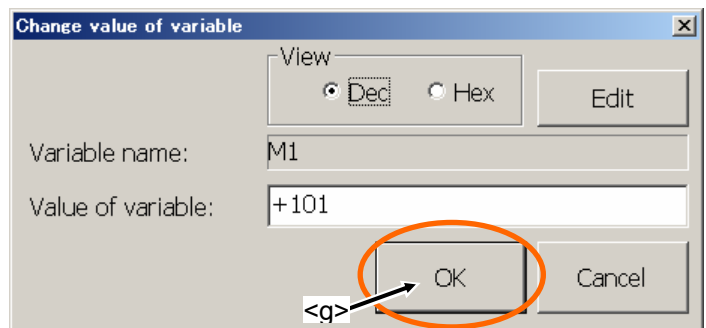 Change value of variable
View
Dec Hex
Edit
Variable name: M1
Value of variable: +101
OK Cancel
<g>